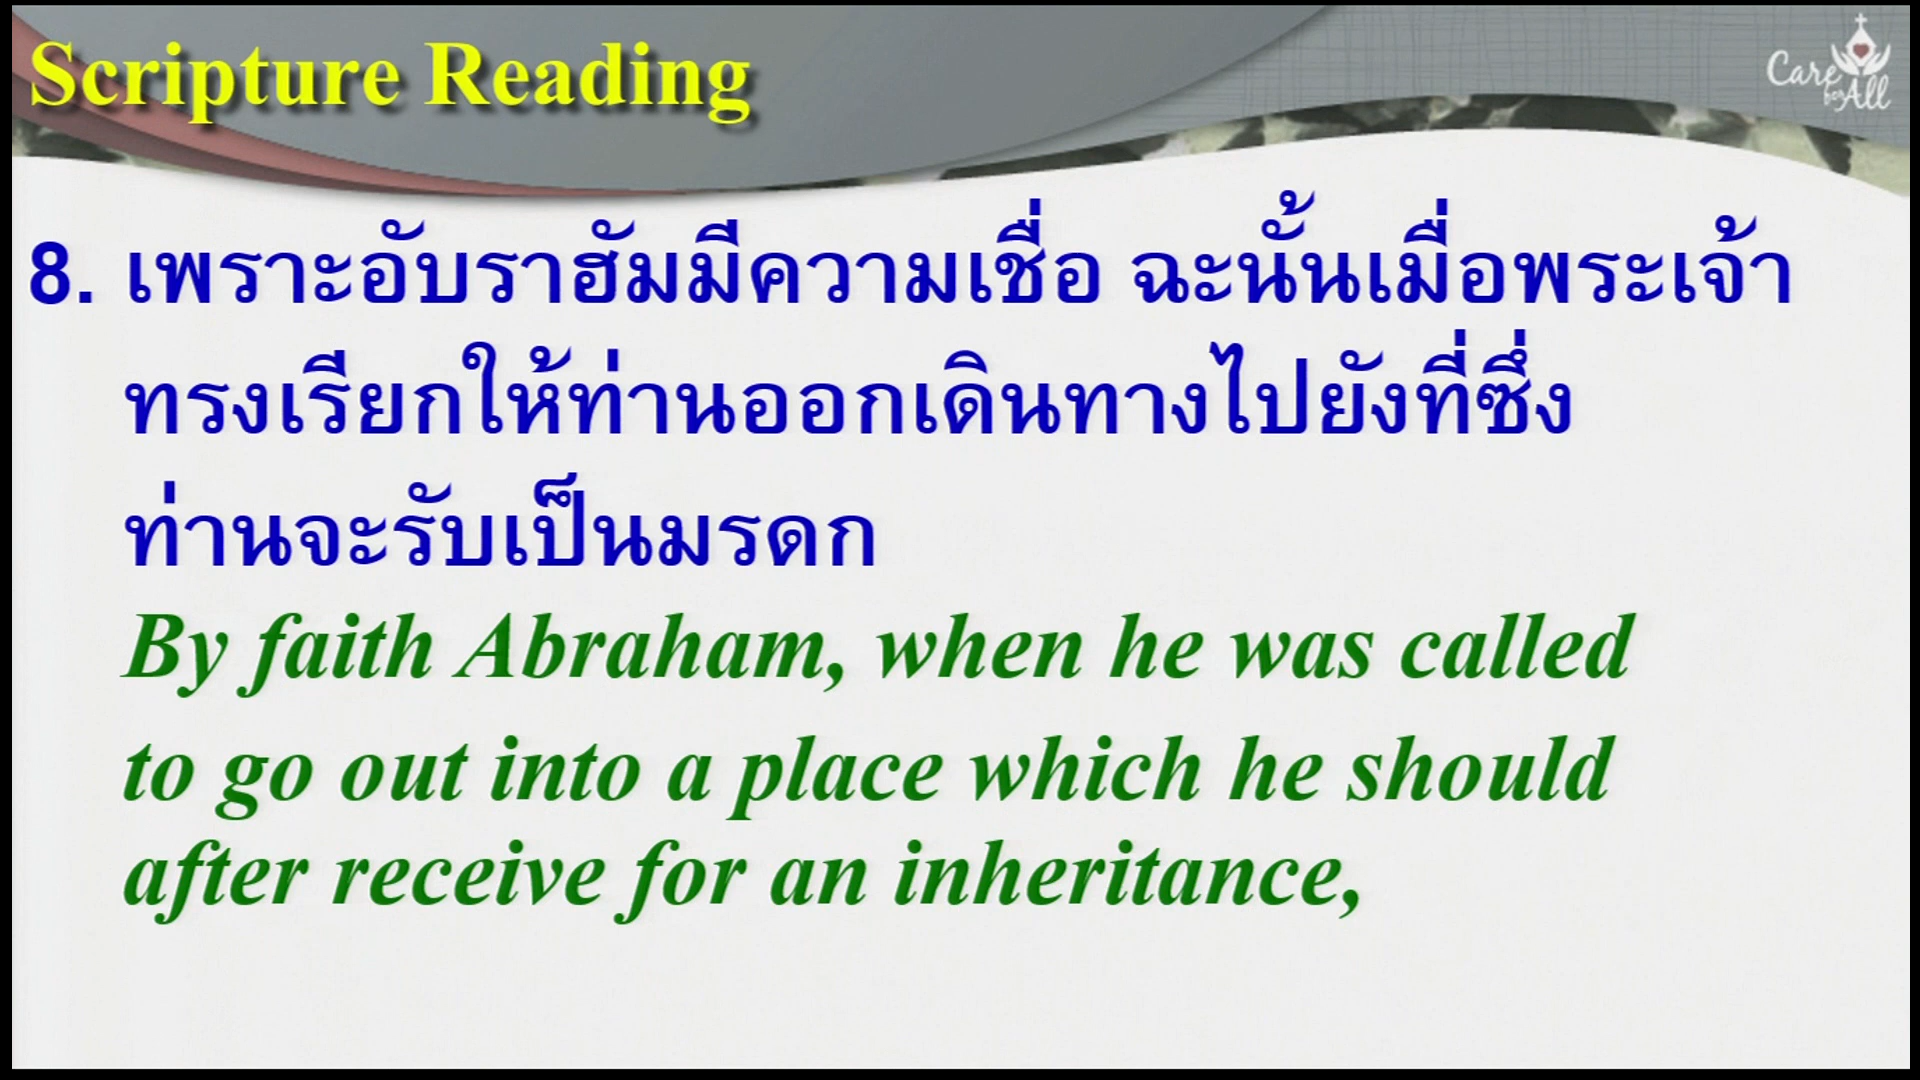 Scripture Reading
Care
for All
8. เพราะอับราฮัมมีความเชื่อ ฉะนั้นเมื่อพระเจ้า
ทรงเรียกให้ท่านออกเดินทางไปยังที่ซึ่ง
ท่านจะรับเป็นมรดก
By faith Abraham, when he was called
to go out into a place which he should
after receive for an inheritance,